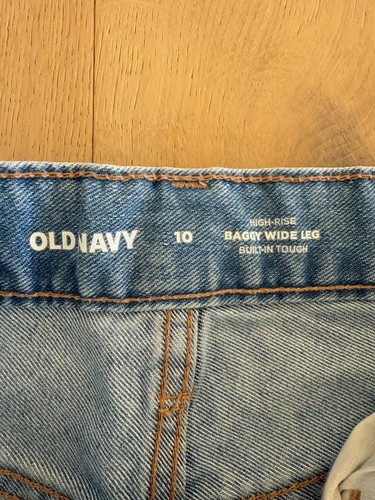 OLD NAVY
10
HIGH-RISE
BAGGY WIDE LEG
BUILT-IN TOUGH